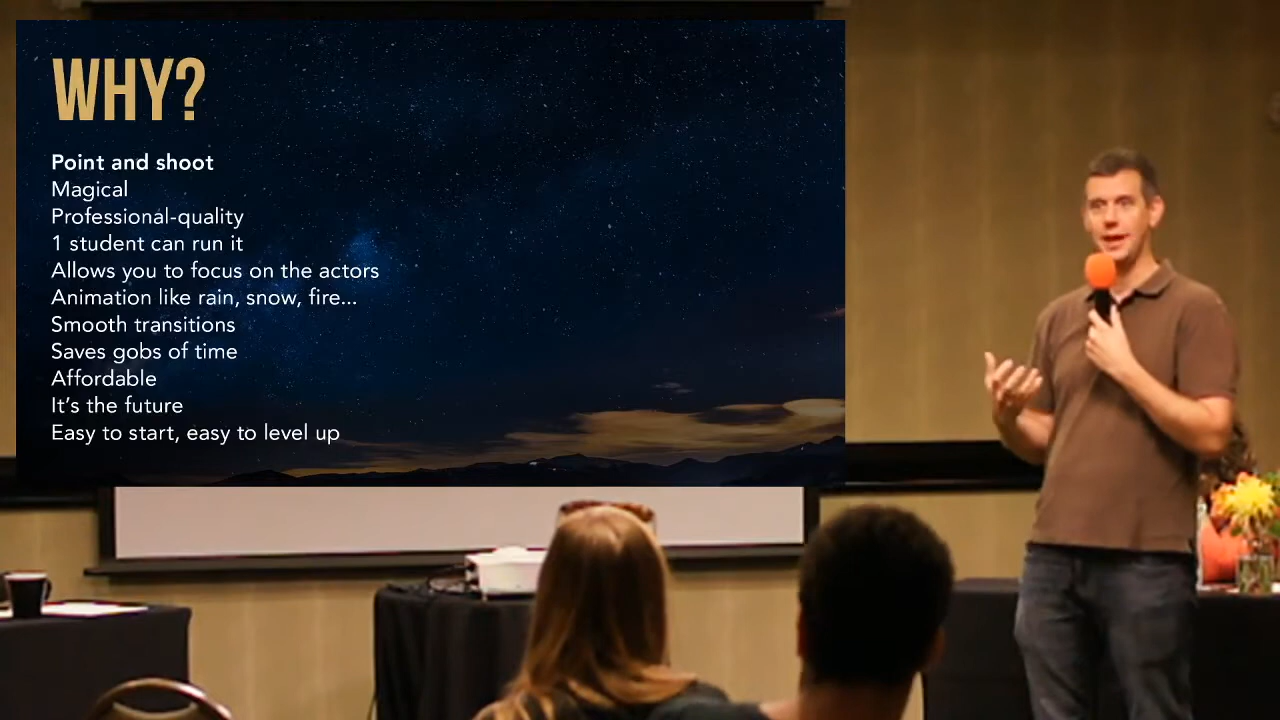 WHY?
Point and shoot
Magical
Professional-quality
1 student can run it
Allows you to focus on the actors
Animation like rain, snow, fire...
Smooth transitions
Saves gobs of time
Affordable
It's the future
Easy to start, easy to level up